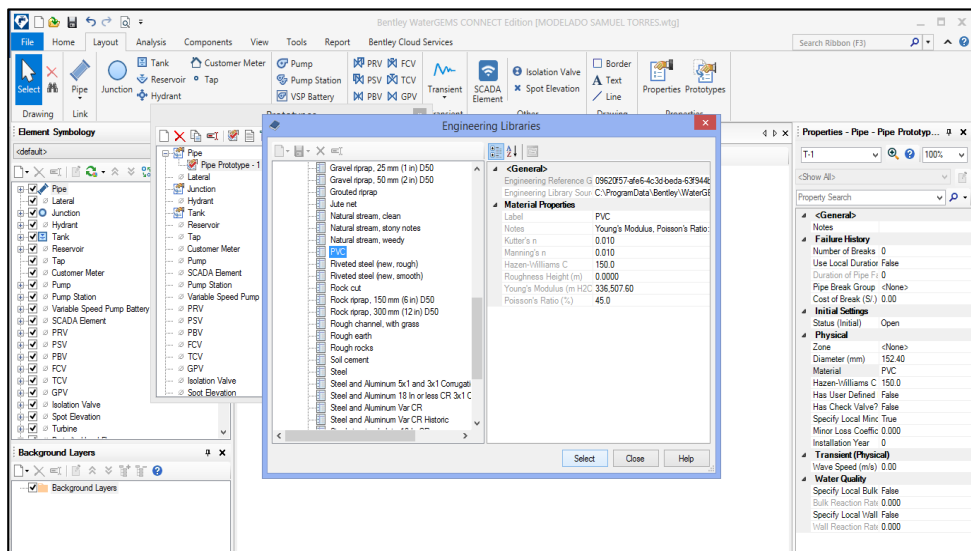 Bentley WaterGEMS CONNECT Edition [MODELADO SAMUEL TORRES.wtg]
File Home Layout Analysis Components View Tools Report Bentley Cloud Services
Search Ribbon (F3)
Select
Pipe
Junction
Tank
Reservoir
Hydrant
Customer Meter
Tap
Pump
Pump Station
VSP Battery
PRV FCV
PSV TCV
PBV GPV
Transient
SCADA Element
Isolation Valve
Spot Elevation
Border
Text
Line
Properties Prototypes
Drawing Link
Drawing
Element Symbology
<default>
Pipe
Lateral
Junction
Hydrant
Tank
Reservoir
Tap
Customer Meter
Pump
Pump Station
Variable Speed Pump Battery
SCADA Element
PRV
PSV
PBV
FCV
TCV
GPV
Isolation Valve
Spot Elevation
Turbine
Background Layers
Background Layers
Pipe
Pipe Prototype - 1
Lateral
Junction
Hydrant
Tank
Reservoir
Tap
Customer Meter
Pump
SCADA Element
Pump Station
Variable Speed Pump
PRV
PSV
PBV
FCV
TCV
GPV
Isolation Valve
Spot Elevation
Engineering Libraries
Gravel riprap, 25 mm (1 in) D50
Gravel riprap, 50 mm (2 in) D50
Grouted riprap
Jute net
Natural stream, clean
Natural stream, stony notes
Natural stream, weedy
PVC
Riveted steel (new, rough)
Riveted steel (new, smooth)
Rock cut
Rock riprap, 150 mm (6 in) D50
Rock riprap, 300 mm (12 in) D50
Rough channel, with grass
Rough earth
Rough rocks
Soil cement
Steel
Steel and Aluminum 5x1 and 3x1 Corrugati
Steel and Aluminum 18 In or less CR 3x1 C
Steel and Aluminum Var CR
Steel and Aluminum Var CR Historic
<General>
Engineering Reference G 09620f57-afe6-4c3d-beda-63f944b
Engineering Library Sour C:\ProgramData\Bentley\WaterGE
Material Properties
Label PVC
Notes Young's Modulus, Poisson's Ratio:
Kutter's n 0.010
Manning's n 0.010
Hazen-Williams C 150.0
Roughness Height (m) 0.0000
Young's Modulus (m H2C 336,507.60
Poisson's Ratio (%) 45.0
Select Close Help
Properties - Pipe - Pipe Prototyp...
T-1
100%
<Show All>
Property Search
<General>
Notes
Failure History
Number of Breaks 0
Use Local Duration False
Duration of Pipe Fa 0
Pipe Break Group <None>
Cost of Break (S/.) 0.00
Initial Settings
Status (Initial) Open
Physical
Zone <None>
Diameter (mm) 152.40
Material PVC
Hazen-Williams C 150.0
Has User Defined False
Has Check Valve? False
Specify Local Minc True
Minor Loss Coeffic 0.000
Installation Year 0
Transient (Physical)
Wave Speed (m/s) 0.00
Water Quality
Specify Local Bulk False
Bulk Reaction Rate 0.000
Specify Local Wall False
Wall Reaction Rate 0.000